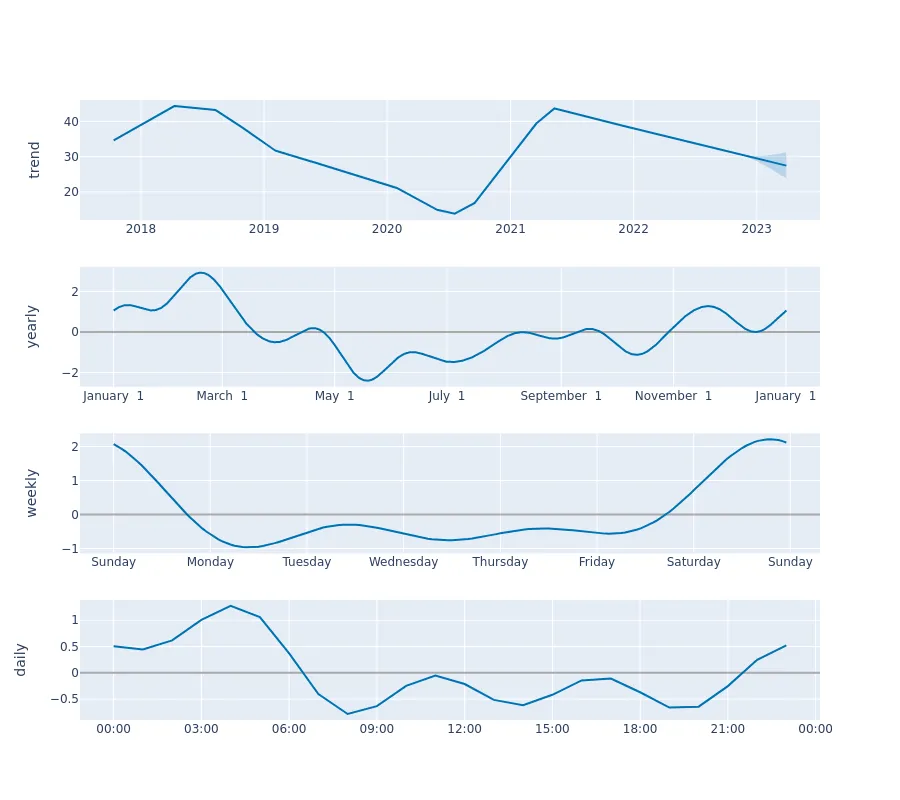 trend
40
30
20
2018 2019 2020 2021 2022 2023
yearly
2
0
−2
January 1 March 1 May 1 July 1 September 1 November 1 January 1
weekly
2
1
0
−1
Sunday Monday Tuesday Wednesday Thursday Friday Saturday Sunday
daily
1
0.5
0
−0.5
00:00 03:00 06:00 09:00 12:00 15:00 18:00 21:00 00:00